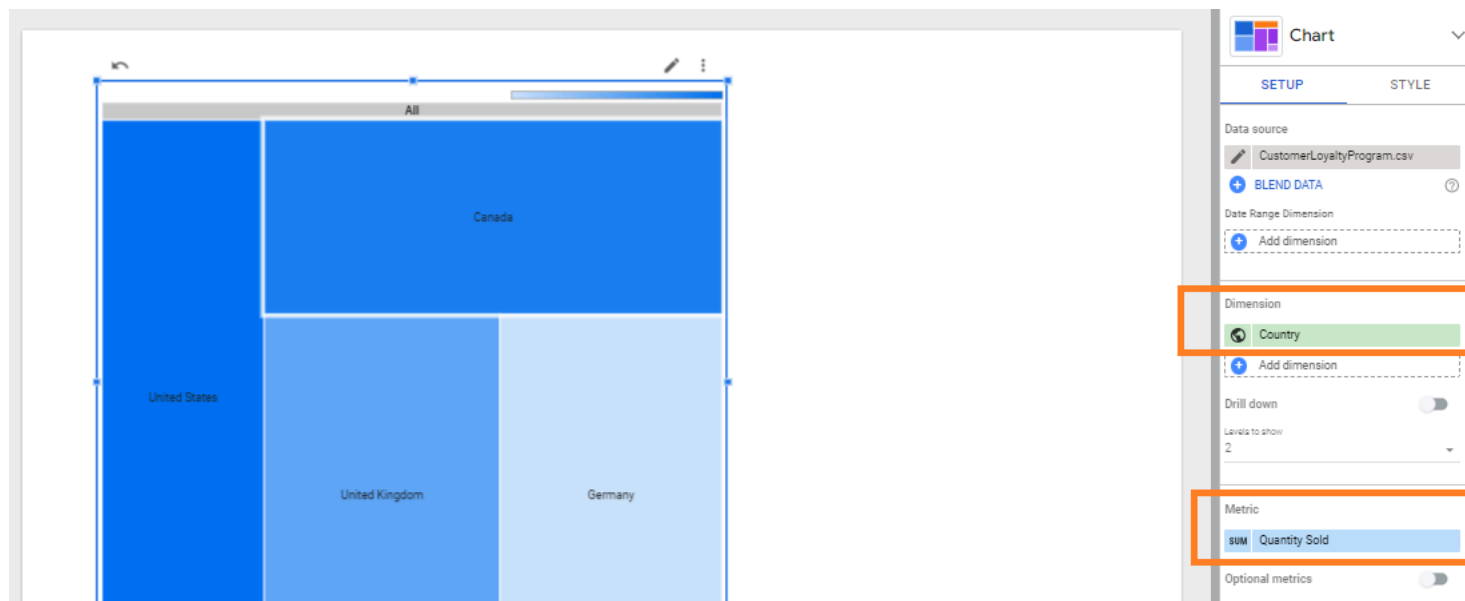 All
Canada
United States
United Kingdom
Germany
Chart
SETUP
STYLE
Data source
CustomerLoyaltyProgram.csv
BLEND DATA
Date Range Dimension
Add dimension
Dimension
Country
Add dimension
Drill down
Levels to show
2
Metric
SUM Quantity Sold
Optional metrics